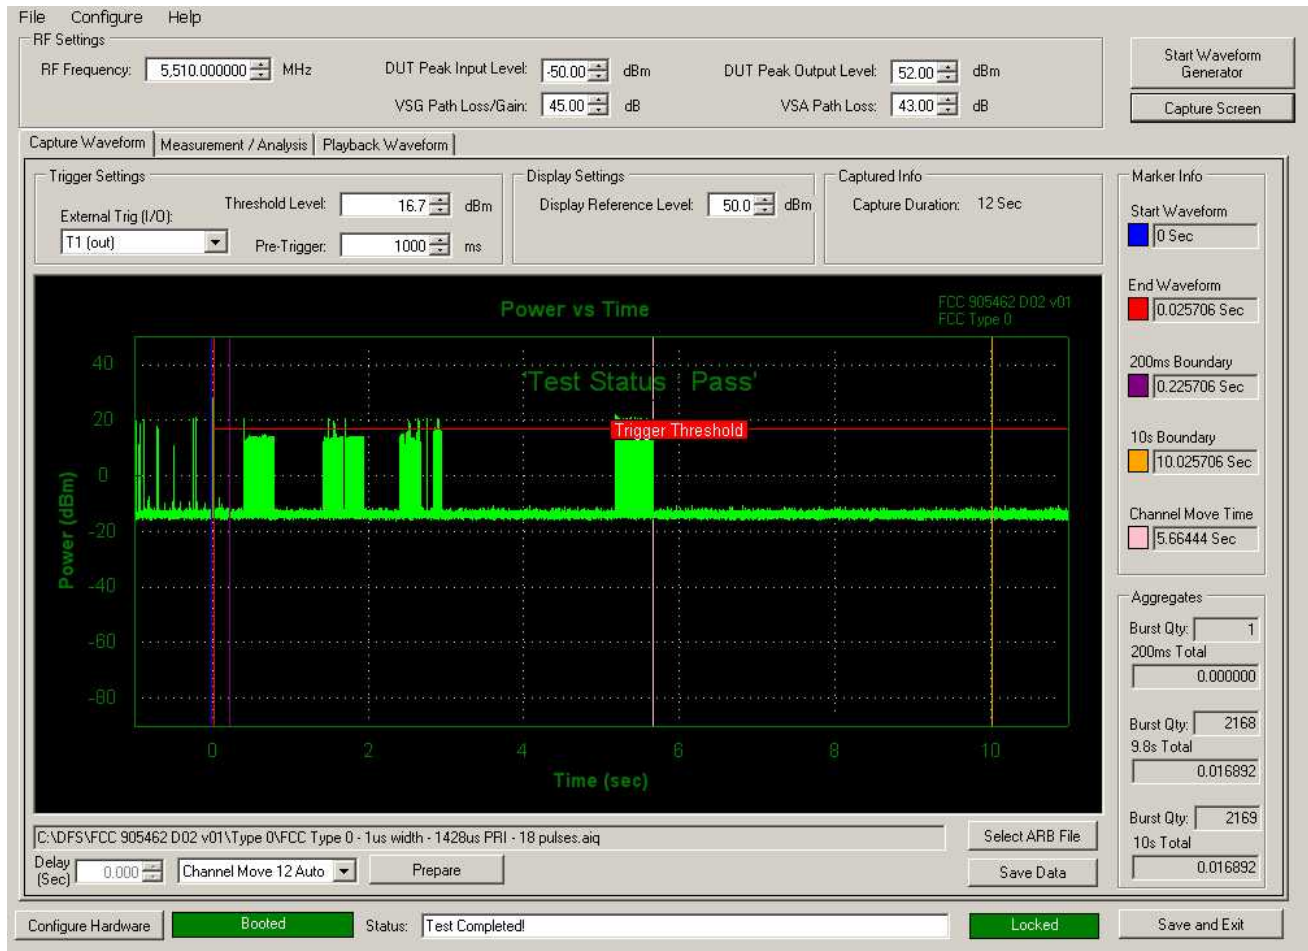 File Configure Help
RF Settings
RF Frequency: 5,510.000000 MHz DUT Peak Input Level: -50.00 dBm DUT Peak Output Level: 52.00 dBm
VSG Path Loss/Gain: 45.00 dB VSA Path Loss: 43.00 dB
Start Waveform Generator
Capture Screen
Capture Waveform Measurement / Analysis Playback Waveform
Trigger Settings
External Trig (I/O):
T1 (out)
Threshold Level: 16.7 dBm
Pre-Trigger: 1000 ms
Display Settings
Display Reference Level: 50.0 dBm
Captured Info
Capture Duration: 12 Sec
Power vs Time
FCC 905462 D02 v01
FCC Type 0
'Test Status : Pass'
Trigger Threshold
Power (dBm)
40
20
0
-20
-40
-60
-80
0 2 4 6 8 10
Time (sec)
Marker Info
Start Waveform
0 Sec
End Waveform
0.025706 Sec
200ms Boundary
0.225706 Sec
10s Boundary
10.025706 Sec
Channel Move Time
5.66444 Sec
Aggregates
Burst Qty: 1
200ms Total
0.000000
Burst Qty: 2168
9.8s Total
0.016892
Burst Qty: 2169
10s Total
0.016892
C:\DFS\FCC 905462 D02 v01\Type 0\FCC Type 0 - 1us width - 1428us PRI - 18 pulses.aiq
Select ARB File
Delay (Sec) 0.000 Channel Move 12 Auto Prepare Save Data
Configure Hardware Booted Status: Test Completed! Locked Save and Exit